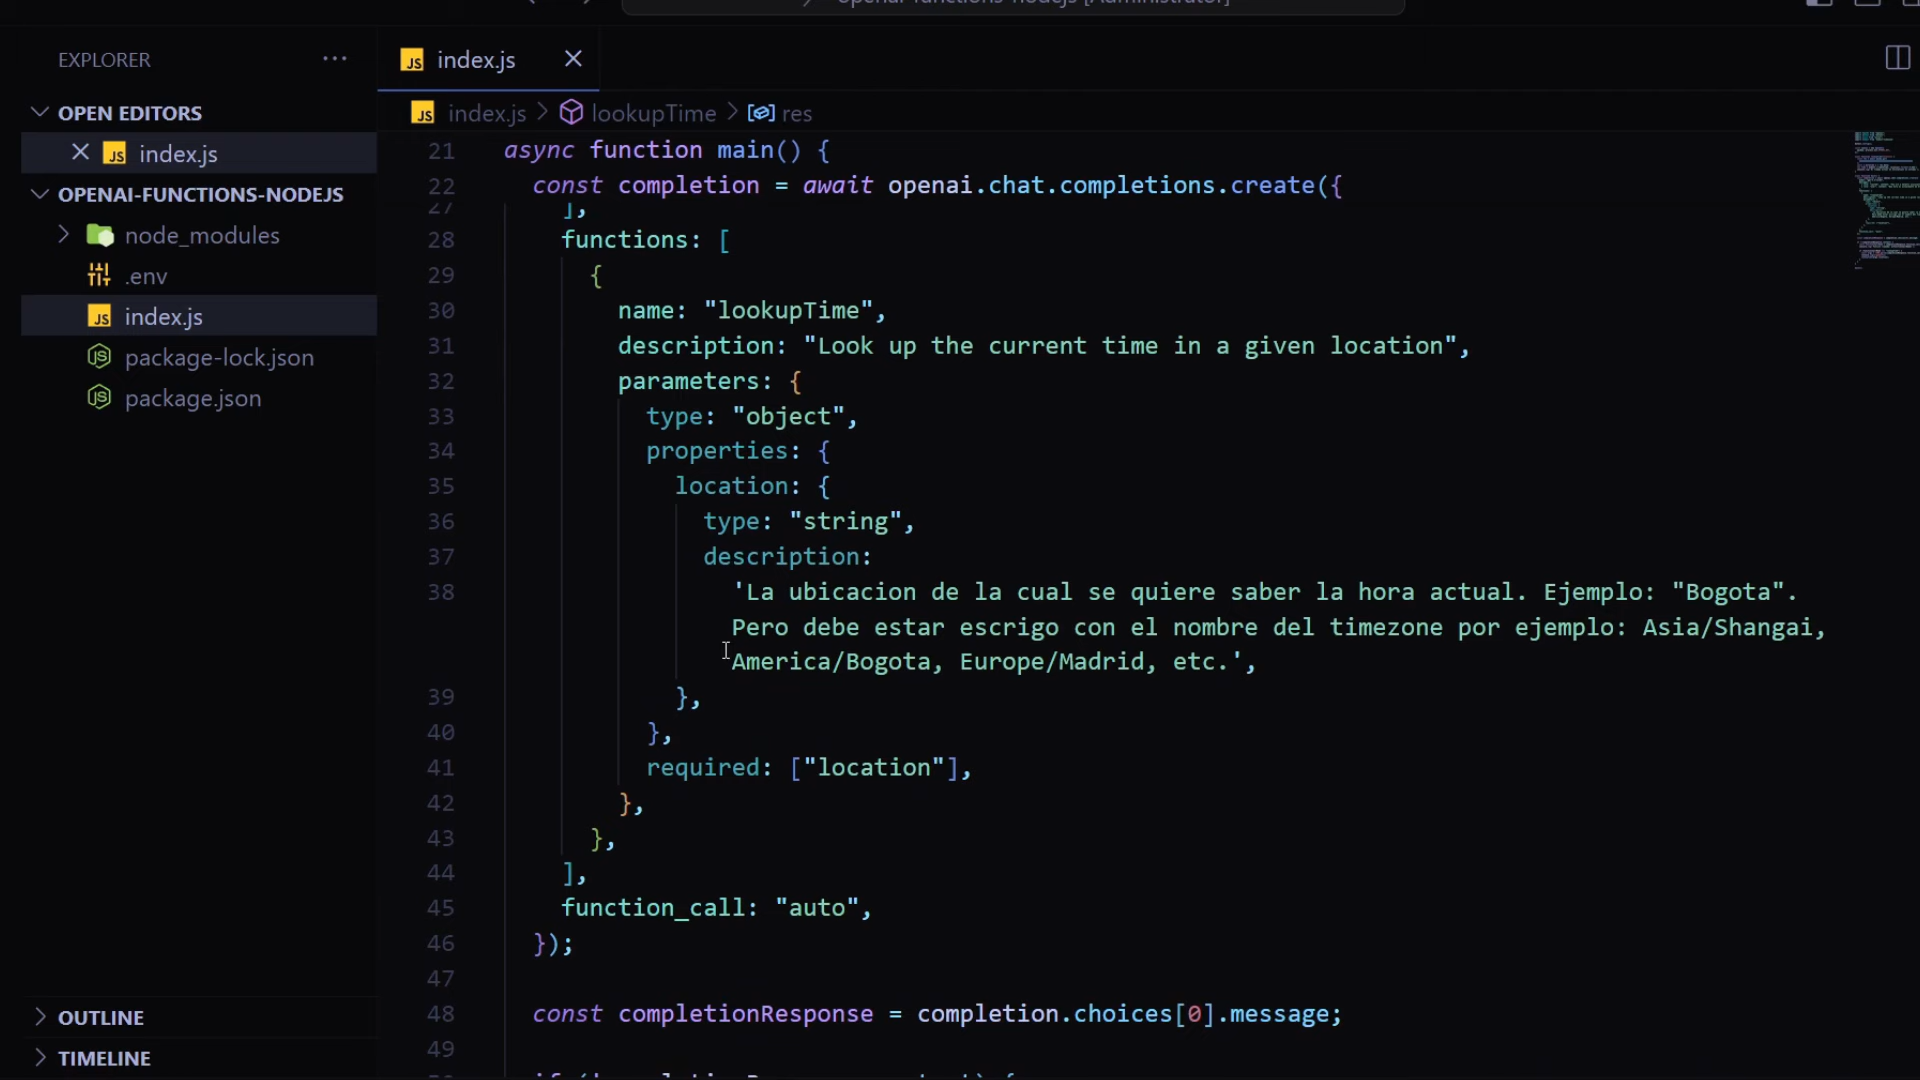 EXPLORER
···
index.js
OPEN EDITORS
index.js > lookupTime > res
index.js
21 async function main() {
22 const completion = await openai.chat.completions.create({
OPENAI-FUNCTIONS-NODEJS
27 ],
node_modules
28 functions: [
29 {
.env
30 name: "lookupTime",
index.js
31 description: "Look up the current time in a given location",
package-lock.json
32 parameters: {
package.json
33 type: "object",
34 properties: {
35 location: {
36 type: "string",
37 description:
38 'La ubicacion de la cual se quiere saber la hora actual. Ejemplo: "Bogota".
Pero debe estar escrigo con el nombre del timezone por ejemplo: Asia/Shangai,
America/Bogota, Europe/Madrid, etc.',
39 },
40 },
41 required: ["location"],
42 },
43 },
44 ],
45 function_call: "auto",
46 });
47
48 const completionResponse = completion.choices[0].message;
OUTLINE
49
TIMELINE